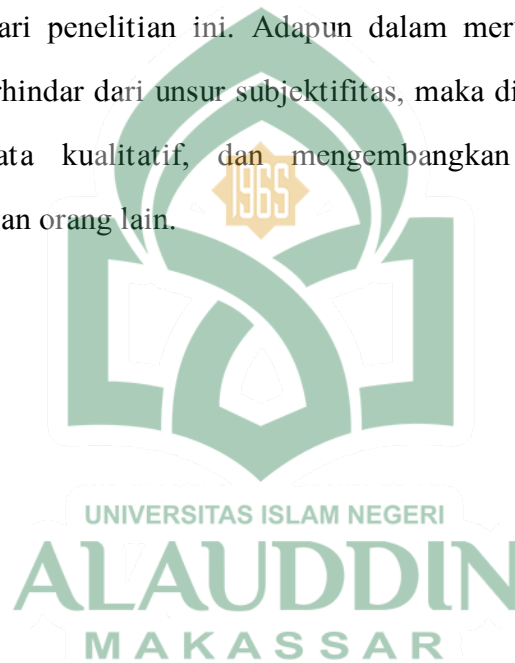 ari penelitian ini. Adapun dalam mer
rhindar dari unsur subjektifitas, maka di
ata kualitatif, dan mengembangkan
an orang lain.
1965
UNIVERSITAS ISLAM NEGERI
ALAUDDIN
MAKASSAR